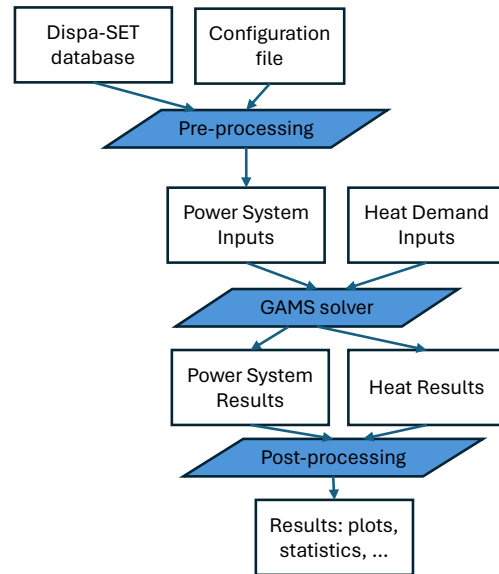 Dispa-SET
database
Configuration
file
Pre-processing
Power System
Inputs
Heat Demand
Inputs
GAMS solver
Power System
Results
Heat Results
Post-processing
Results: plots,
statistics, ...